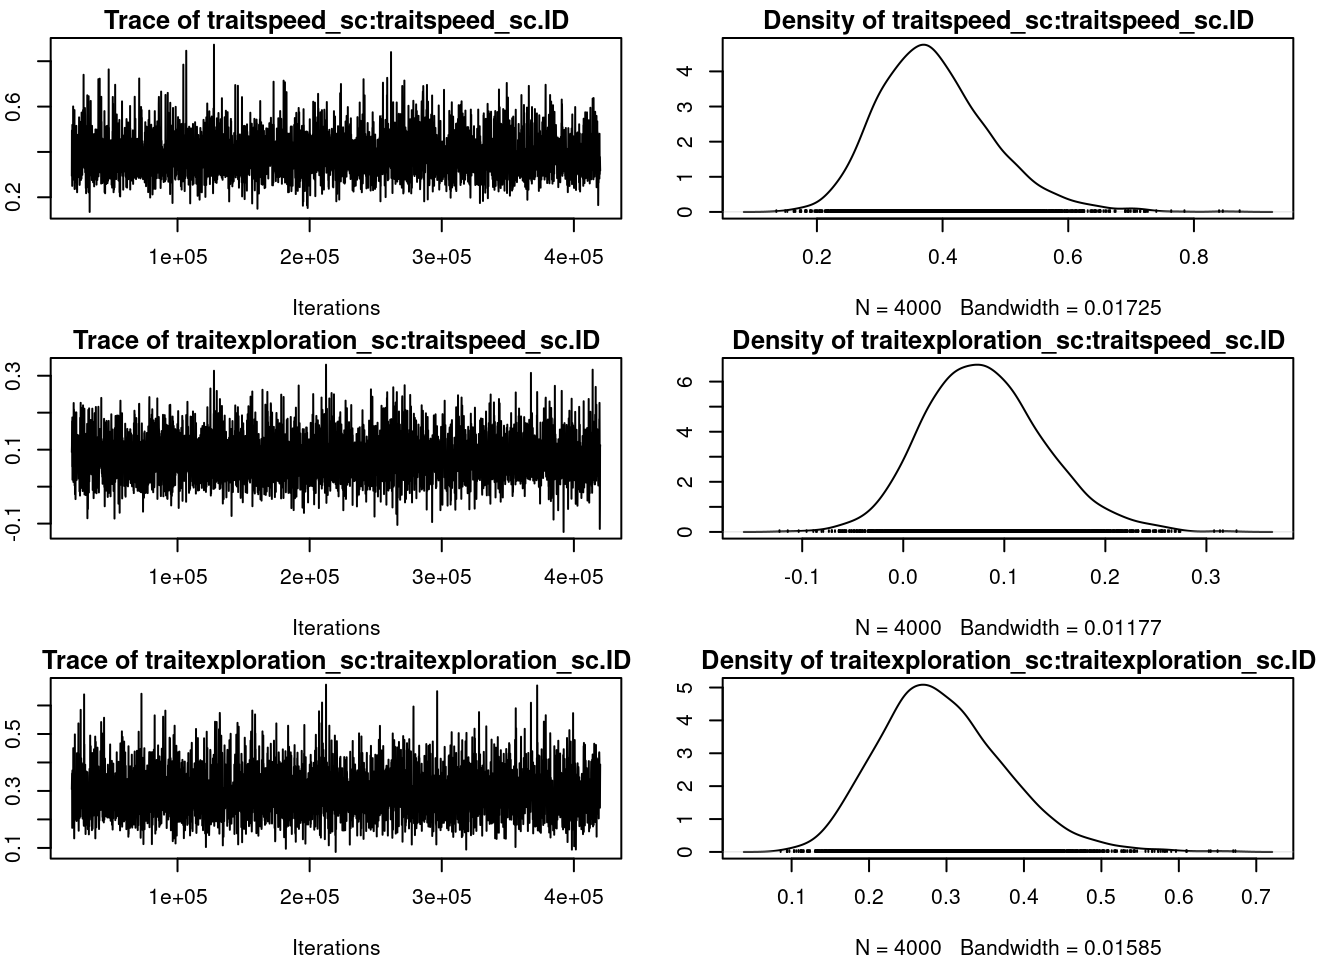 Trace of traitspeed_sc:traitspeed_sc.ID
0.2 0.6
1e+05 2e+05 3e+05 4e+05
Iterations
Density of traitspeed_sc:traitspeed_sc.ID
0 1 2 3 4
0.2 0.4 0.6 0.8
N = 4000 Bandwidth = 0.01725
Trace of traitexploration_sc:traitspeed_sc.ID
-0.1 0.1 0.3
1e+05 2e+05 3e+05 4e+05
Iterations
Density of traitexploration_sc:traitspeed_sc.ID
0 2 4 6
-0.1 0.0 0.1 0.2 0.3
N = 4000 Bandwidth = 0.01177
Trace of traitexploration_sc:traitexploration_sc.ID
0.1 0.3 0.5
1e+05 2e+05 3e+05 4e+05
Iterations
Density of traitexploration_sc:traitexploration_sc.ID
0 1 2 3 4 5
0.1 0.2 0.3 0.4 0.5 0.6 0.7
N = 4000 Bandwidth = 0.01585